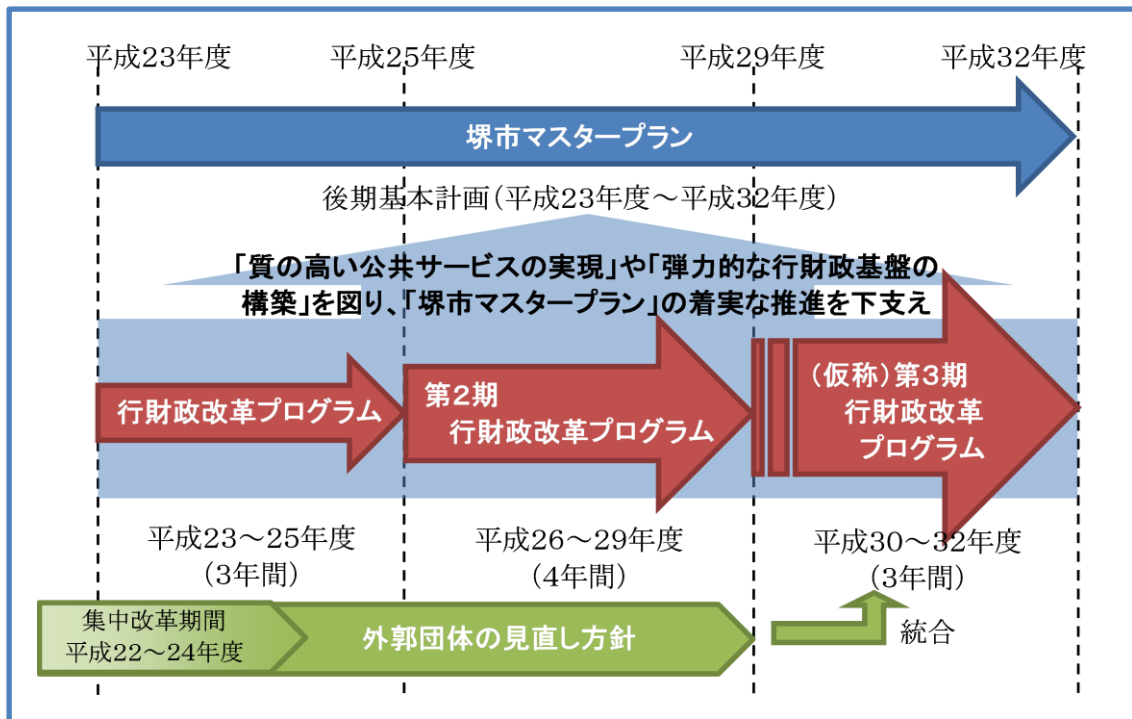 平成23年度 平成25年度 平成29年度 平成32年度
堺市マスタープラン
後期基本計画(平成23年度～平成32年度)
「質の高い公共サービスの実現」や「弾力的な行財政基盤の
構築」を図り、「堺市マスタープラン」の着実な推進を下支え
行財政改革プログラム
第2期
行財政改革プログラム
(仮称)第3期
行財政改革
プログラム
平成23～25年度
(3年間)
平成26～29年度
(4年間)
平成30～32年度
(3年間)
集中改革期間
平成22～24年度
外郭団体の見直し方針
統合